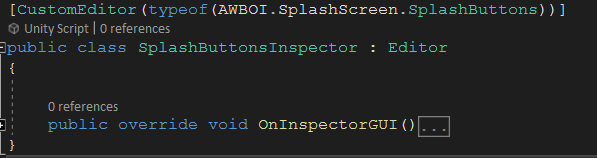 [CustomEditor(typeof(AWBOI.SplashScreen.SplashButtons))]
Unity Script | 0 references
public class SplashButtonsInspector : Editor
{
0 references
public override void OnInspectorGUI()...
}